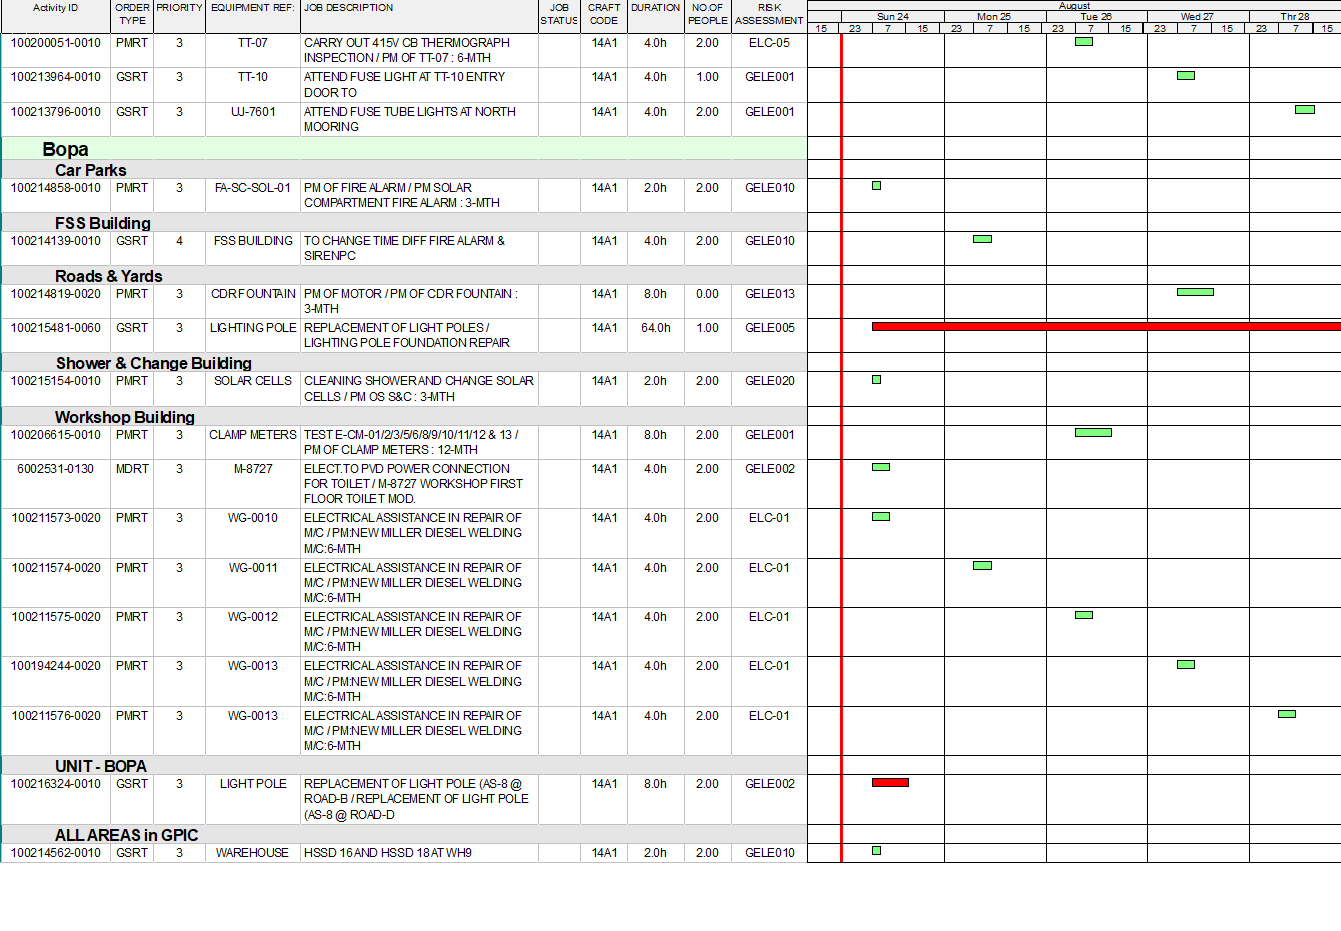 Activity ID ORDER TYPE PRIORITY EQUIPMENT REF: JOB DESCRIPTION JOB STATUS CRAFT CODE DURATION NO.OF PEOPLE RISK ASSESSMENT
August
Sun 24 Mon 25 Tue 26 Wed 27 Thr 28
15 23 7 15 23 7 15 23 7 15 23 7 15 23 7 15
100200051-0010 PMRT 3 TT-07 CARRY OUT 415V CB THERMOGRAPH 14A1 4.0h 2.00 ELC-05
INSPECTION / PM OF TT-07 : 6-MTH
100213964-0010 GSRT 3 TT-10 ATTEND FUSE LIGHT AT TT-10 ENTRY 14A1 4.0h 1.00 GELE001
DOOR TO
100213796-0010 GSRT 3 UJ-7601 ATTEND FUSE TUBE LIGHTS AT NORTH 14A1 4.0h 2.00 GELE001
MOORING
Bopa
Car Parks
100214858-0010 PMRT 3 FA-SC-SOL-01 PM OF FIRE ALARM / PM SOLAR 14A1 2.0h 2.00 GELE010
COMPARTMENT FIRE ALARM : 3-MTH
FSS Building
100214139-0010 GSRT 4 FSS BUILDING TO CHANGE TIME DIFF FIRE ALARM & 14A1 4.0h 2.00 GELE010
SIRENPC
Roads & Yards
100214819-0020 PMRT 3 CDR FOUNTAIN PM OF MOTOR / PM OF CDR FOUNTAIN : 14A1 8.0h 0.00 GELE013
3-MTH
100215481-0060 GSRT 3 LIGHTING POLE REPLACEMENT OF LIGHT POLES / 14A1 64.0h 1.00 GELE005
LIGHTING POLE FOUNDATION REPAIR
Shower & Change Building
100215154-0010 PMRT 3 SOLAR CELLS CLEANING SHOWER AND CHANGE SOLAR 14A1 2.0h 2.00 GELE020
CELLS / PM OS S&C : 3-MTH
Workshop Building
100206615-0010 PMRT 3 CLAMP METERS TEST E-CM-01/2/3/5/6/8/9/10/11/12 & 13 / 14A1 8.0h 2.00 GELE001
PM OF CLAMP METERS : 12-MTH
6002531-0130 MDRT 3 M-8727 ELECT.TO PVD POWER CONNECTION 14A1 4.0h 2.00 GELE002
FOR TOILET / M-8727 WORKSHOP FIRST
FLOOR TOILET MOD.
100211573-0020 PMRT 3 WG-0010 ELECTRICAL ASSISTANCE IN REPAIR OF 14A1 4.0h 2.00 ELC-01
M/C / PM:NEW MILLER DIESEL WELDING
M/C:6-MTH
100211574-0020 PMRT 3 WG-0011 ELECTRICAL ASSISTANCE IN REPAIR OF 14A1 4.0h 2.00 ELC-01
M/C / PM:NEW MILLER DIESEL WELDING
M/C:6-MTH
100211575-0020 PMRT 3 WG-0012 ELECTRICAL ASSISTANCE IN REPAIR OF 14A1 4.0h 2.00 ELC-01
M/C / PM:NEW MILLER DIESEL WELDING
M/C:6-MTH
100194244-0020 PMRT 3 WG-0013 ELECTRICAL ASSISTANCE IN REPAIR OF 14A1 4.0h 2.00 ELC-01
M/C / PM:NEW MILLER DIESEL WELDING
M/C:6-MTH
100211576-0020 PMRT 3 WG-0013 ELECTRICAL ASSISTANCE IN REPAIR OF 14A1 4.0h 2.00 ELC-01
M/C / PM:NEW MILLER DIESEL WELDING
M/C:6-MTH
UNIT - BOPA
100216324-0010 GSRT 3 LIGHT POLE REPLACEMENT OF LIGHT POLE (AS-8 @ 14A1 8.0h 2.00 GELE002
ROAD-B / REPLACEMENT OF LIGHT POLE
(AS-8 @ ROAD-D
ALL AREAS in GPIC
100214562-0010 GSRT 3 WAREHOUSE HSSD 16 AND HSSD 18 AT WH9 14A1 2.0h 2.00 GELE010